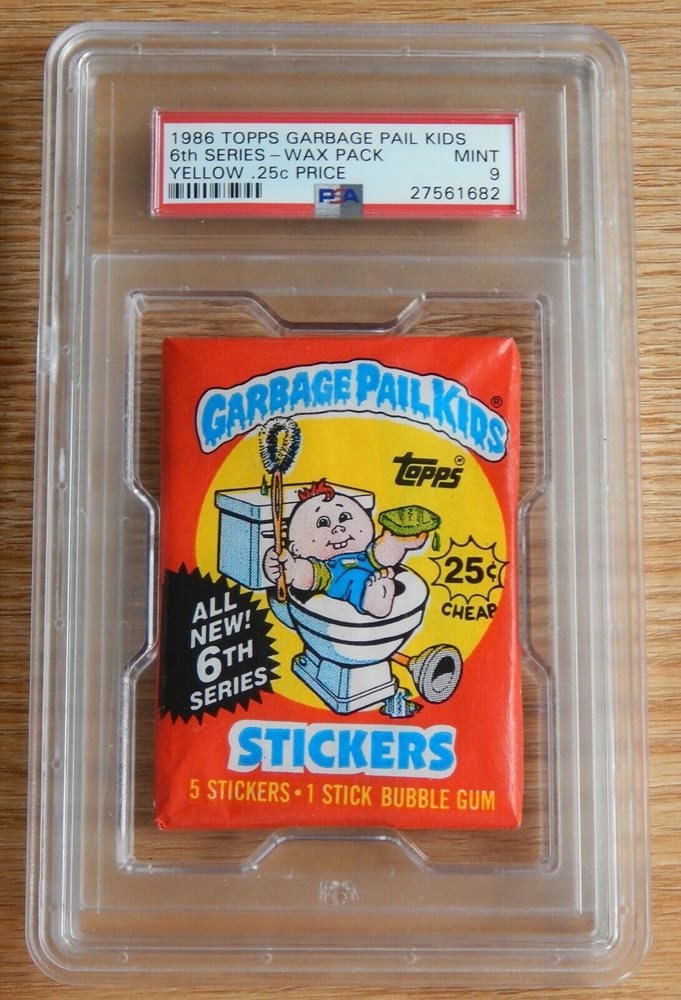 1986 TOPPS GARBAGE PAIL KIDS
6th SERIES - WAX PACK MINT
YELLOW .25c PRICE 9
PSA 27561682
GARBAGE PAIL KIDS ®
TOPPS ®
25¢
CHEAP
ALL
NEW!
6TH
SERIES
STICKERS
5 STICKERS • 1 STICK BUBBLE GUM
PSA